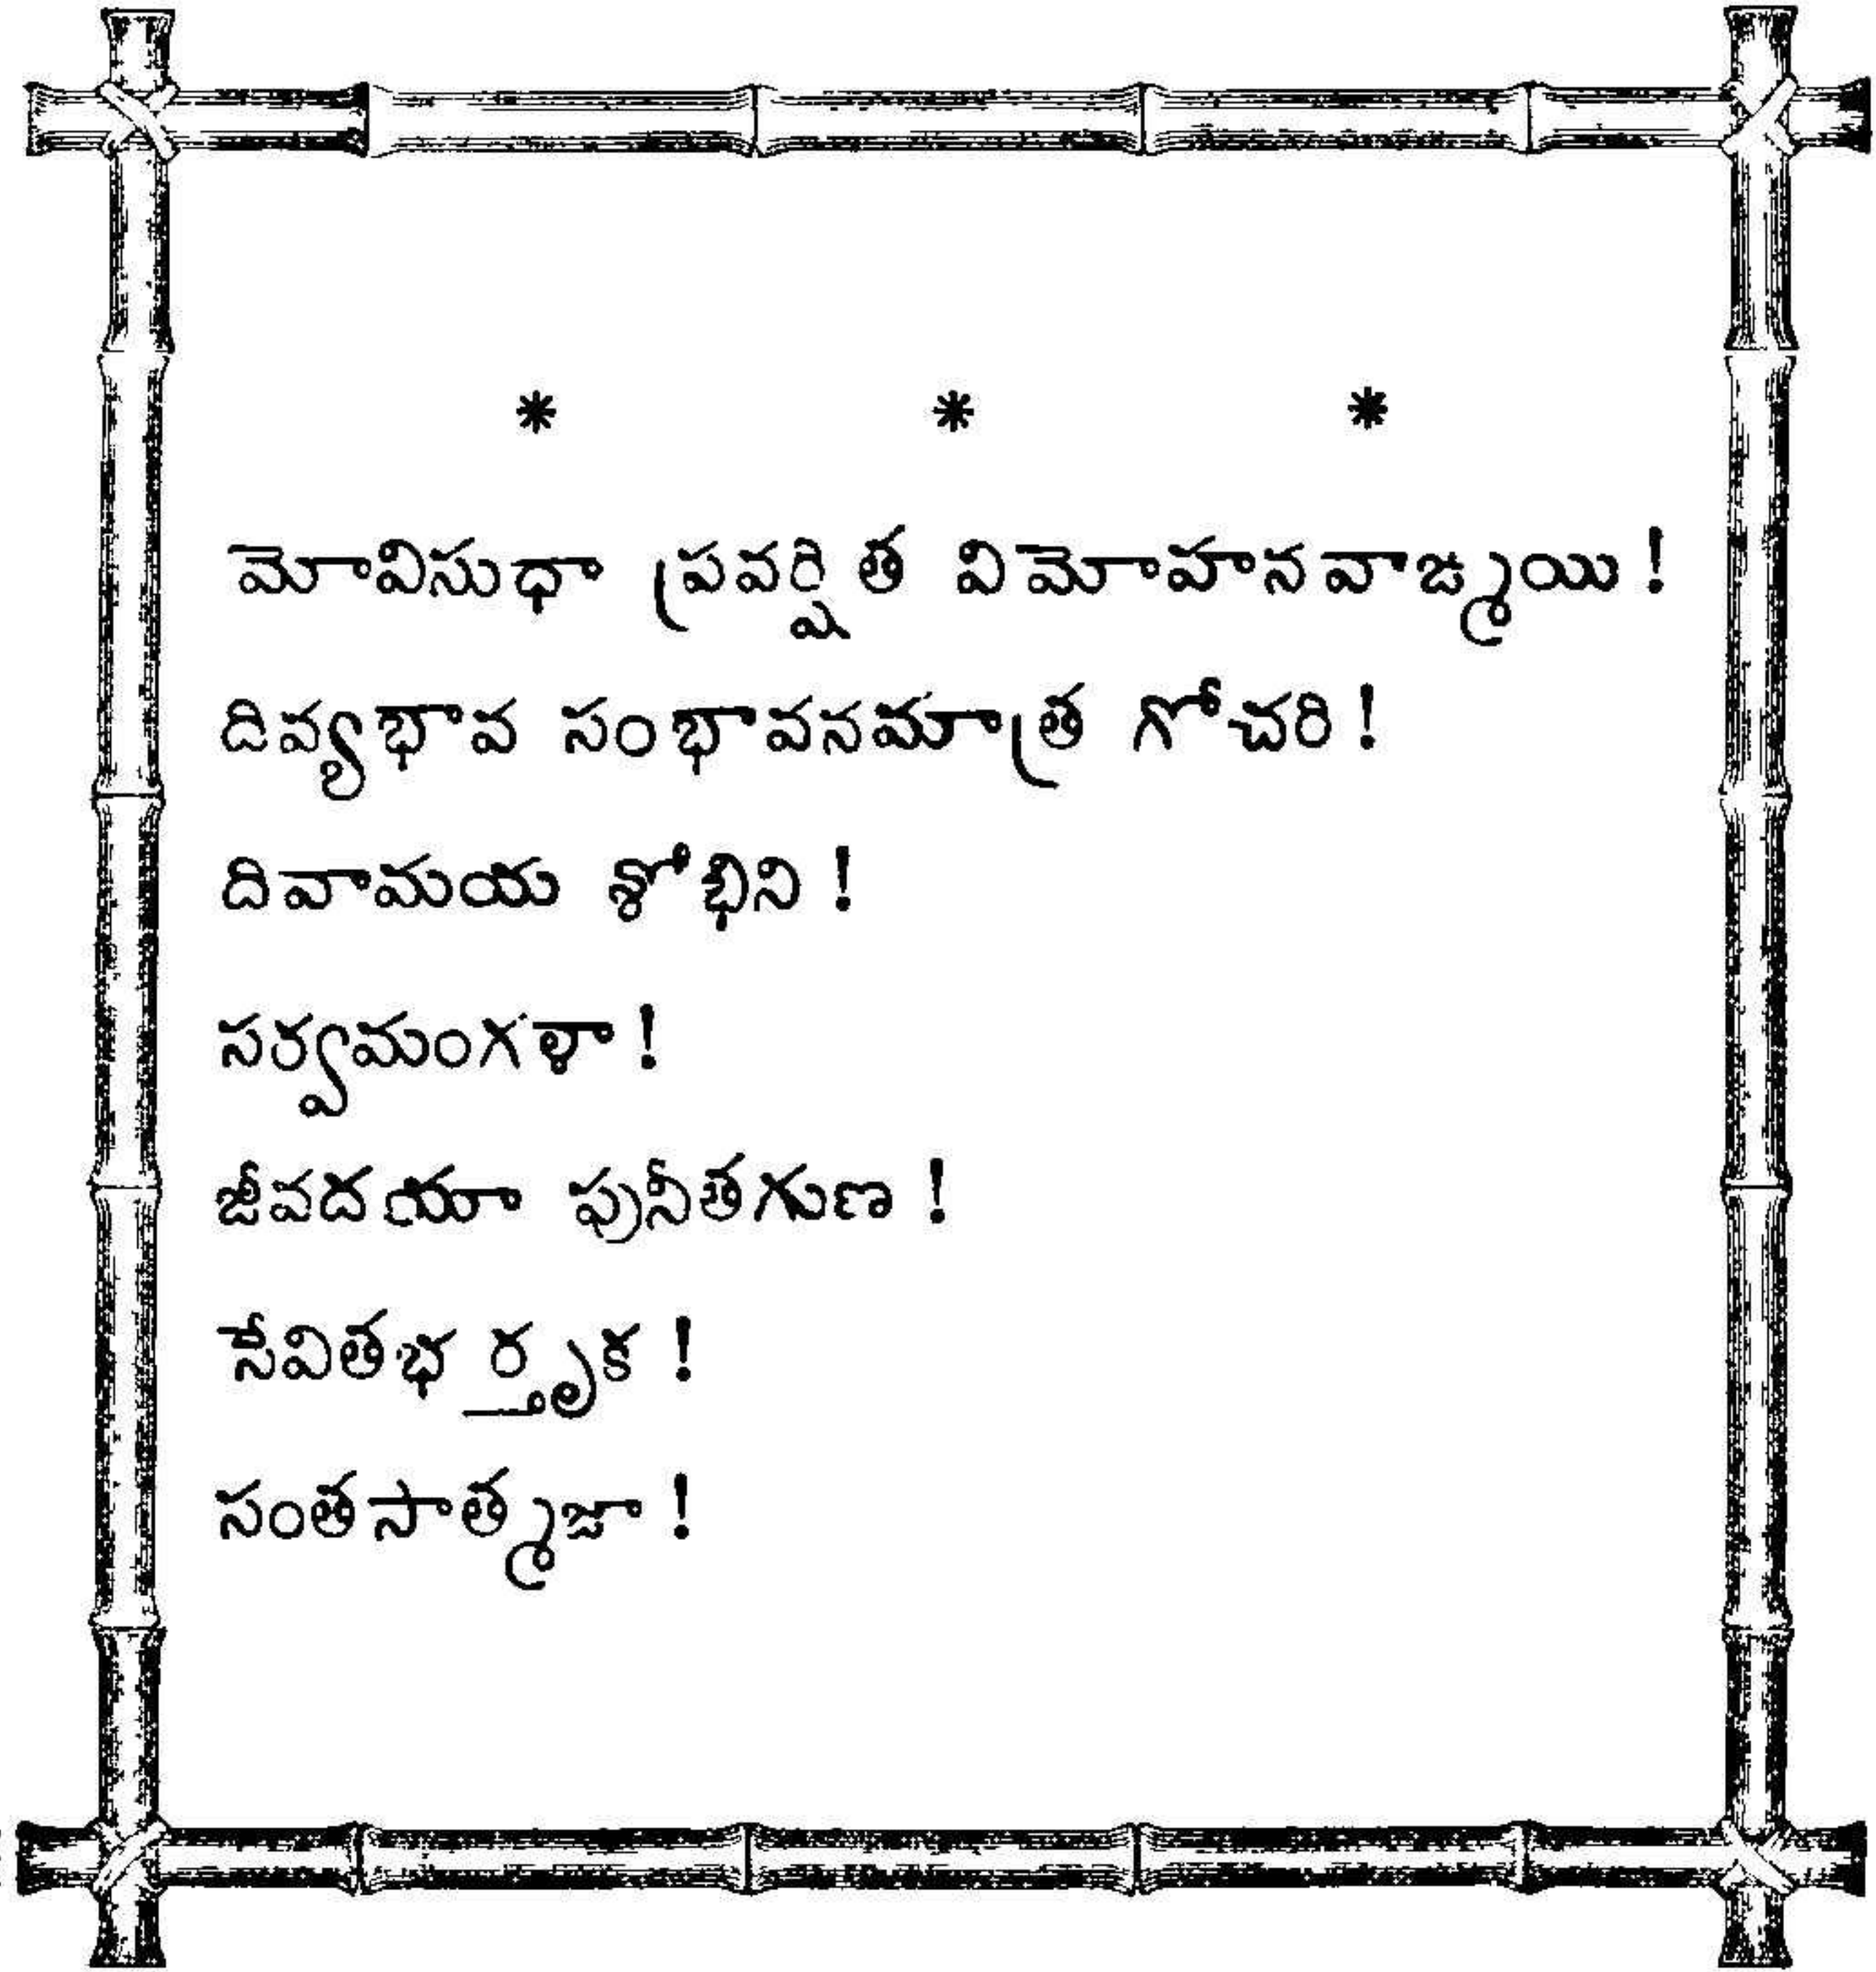 * * *
మోవిసుధా ప్రవర్షిత విమోహనవాఙ్మయి !
దివ్యభావ సంభావనమాత్ర గోచరి !
దివామయ శోభిని !
సర్వమంగళా !
జీవదయా పునీతగుణ !
సేవితభర్తృక !
సంతసాత్మజా !